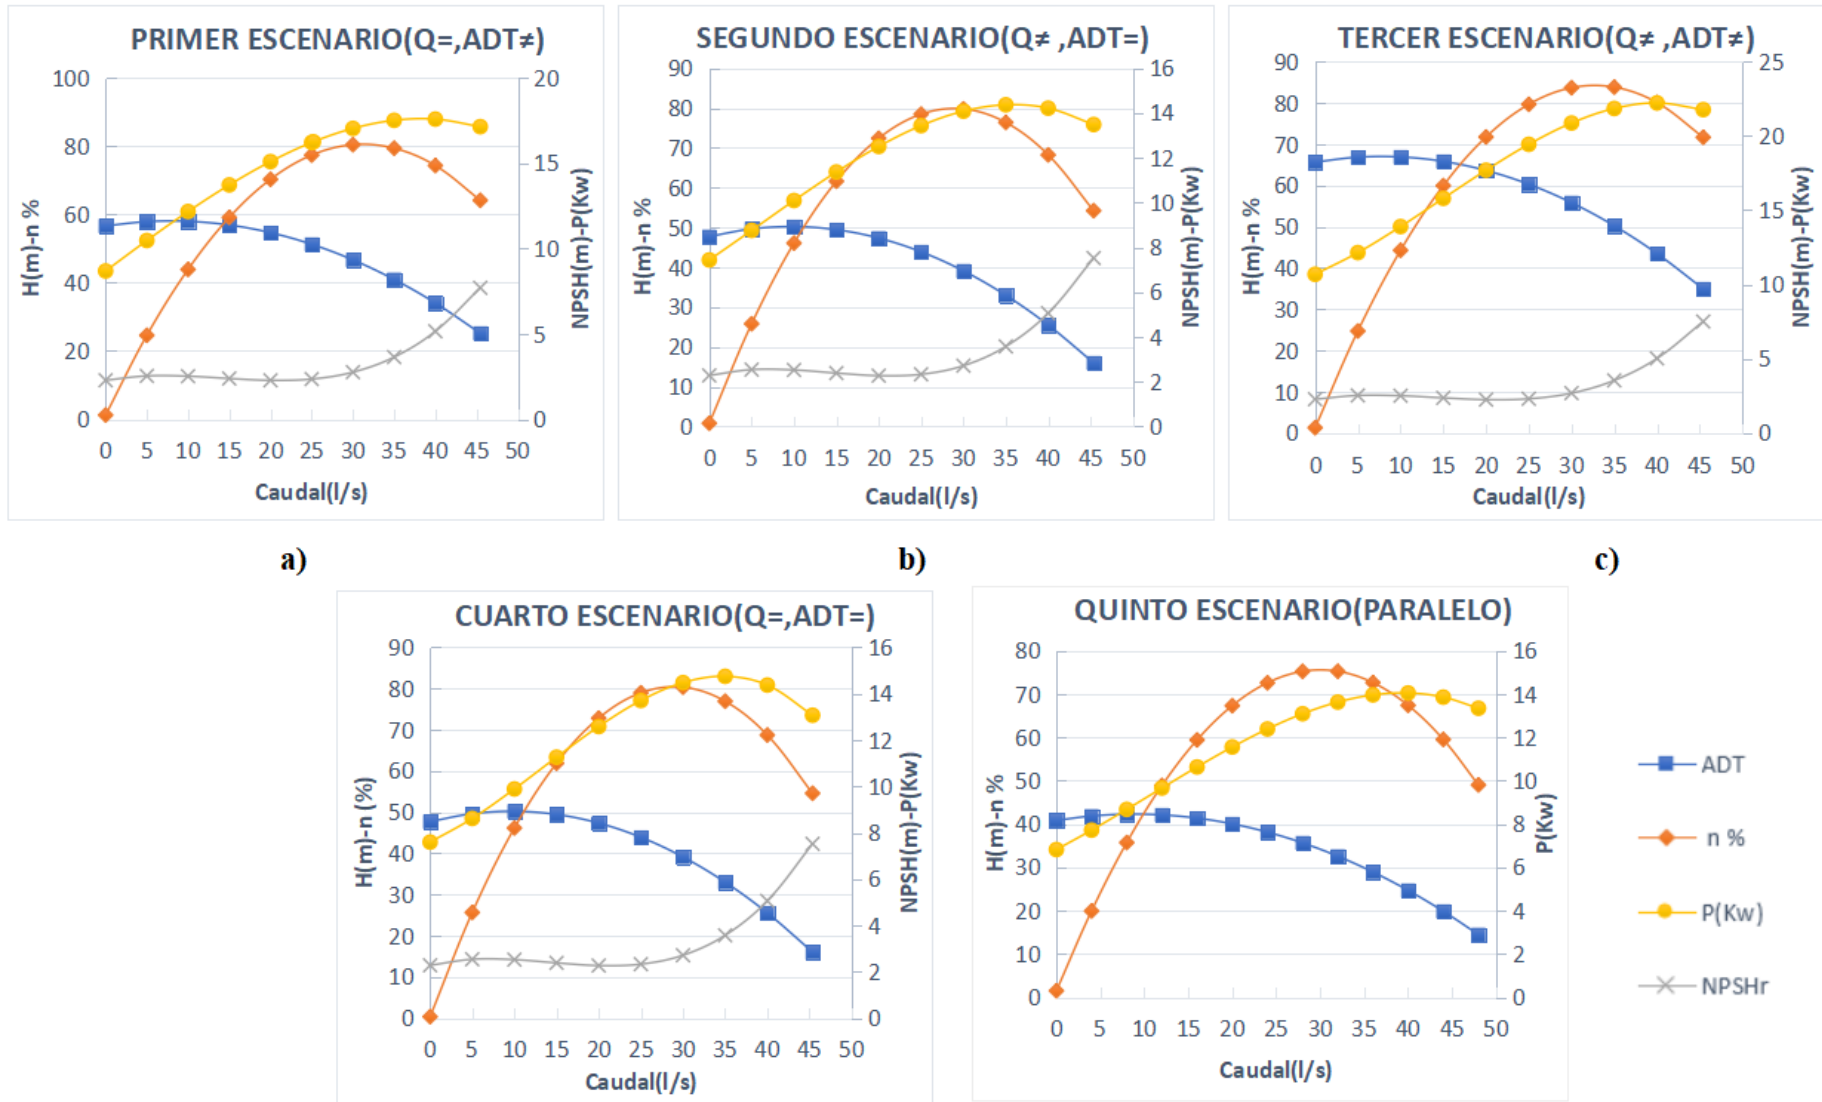 PRIMER ESCENARIO(Q=,ADT≠)
100
80
60
40
20
0
H(m)-n %
20
15
10
5
0
NPSH(m)-P(Kw)
0 5 10 15 20 25 30 35 40 45 50
Caudal(l/s)
a)
SEGUNDO ESCENARIO(Q≠ ,ADT=)
90
80
70
60
50
40
30
20
10
0
H(m)-n %
16
14
12
10
8
6
4
2
0
NPSH(m)-P(Kw)
0 5 10 15 20 25 30 35 40 45 50
Caudal(l/s)
b)
TERCER ESCENARIO(Q≠ ,ADT≠)
90
80
70
60
50
40
30
20
10
0
H(m)-n %
25
20
15
10
5
0
NPSH(m)-P(Kw)
0 5 10 15 20 25 30 35 40 45 50
Caudal(l/s)
c)
CUARTO ESCENARIO(Q=,ADT=)
90
80
70
60
50
40
30
20
10
0
H(m)-n (%)
16
14
12
10
8
6
4
2
0
NPSH(m)-P(Kw)
0 5 10 15 20 25 30 35 40 45 50
Caudal(l/s)
QUINTO ESCENARIO(PARALELO)
80
70
60
50
40
30
20
10
0
H(m)-n %
16
14
12
10
8
6
4
2
0
P(Kw)
0 5 10 15 20 25 30 35 40 45 50
Caudal(l/s)
ADT
n %
P(Kw)
NPSHr